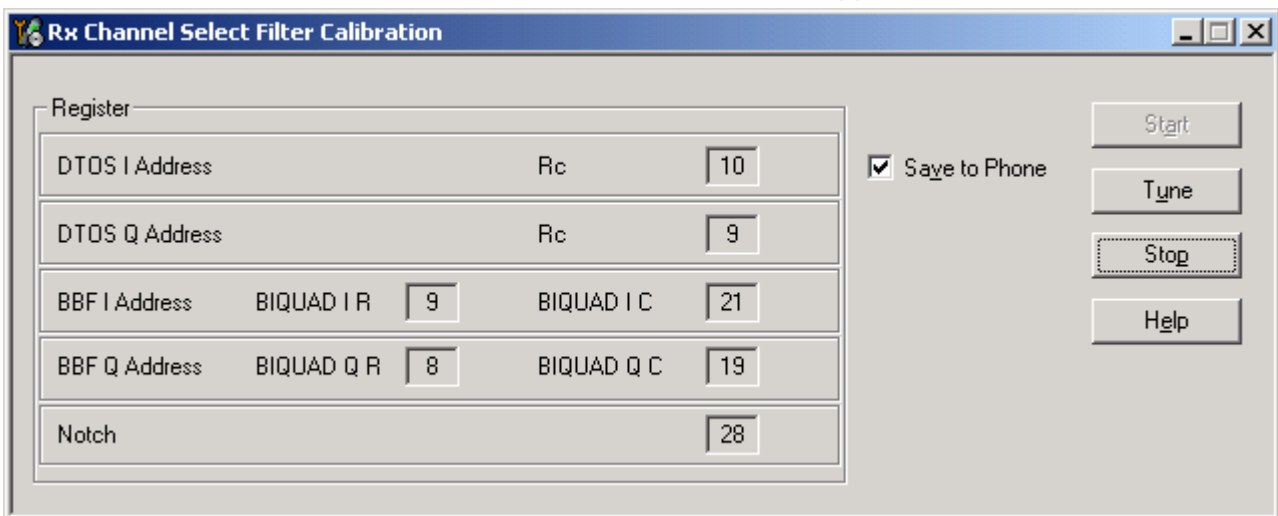 Rx Channel Select Filter Calibration
Register
DTOS I Address Rc 10
DTOS Q Address Rc 9
BBF I Address BIQUAD I R 9 BIQUAD I C 21
BBF Q Address BIQUAD Q R 8 BIQUAD Q C 19
Notch 28
Save to Phone
Start
Tune
Stop
Help